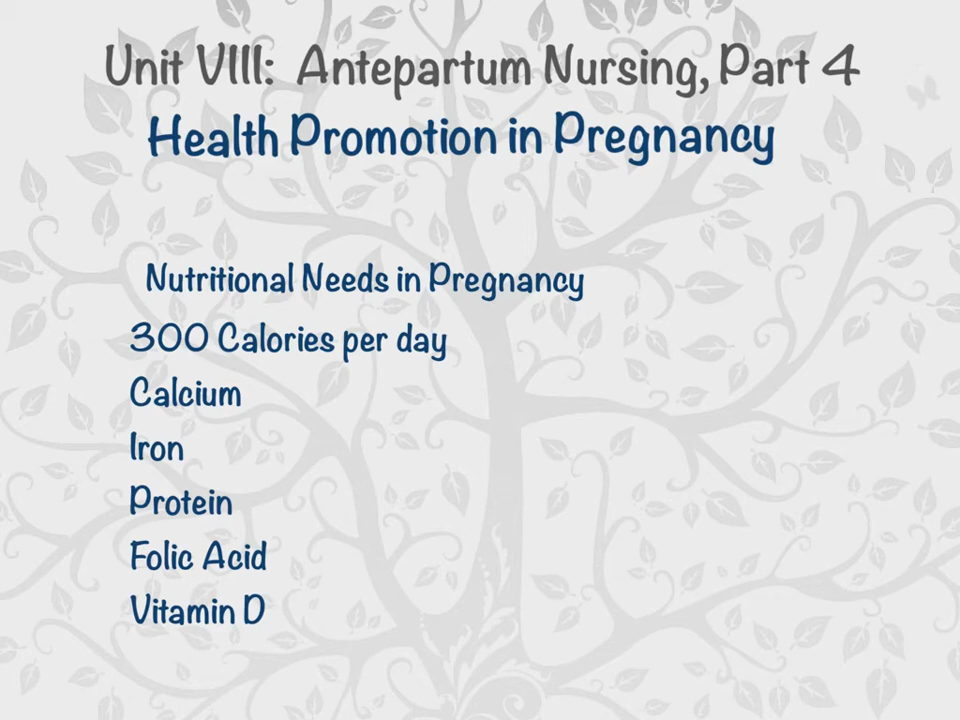 Unit VIII: Antepartum Nursing, Part 4
Health Promotion in Pregnancy
Nutritional Needs in Pregnancy
300 Calories per day
Calcium
Iron
Protein
Folic Acid
Vitamin D